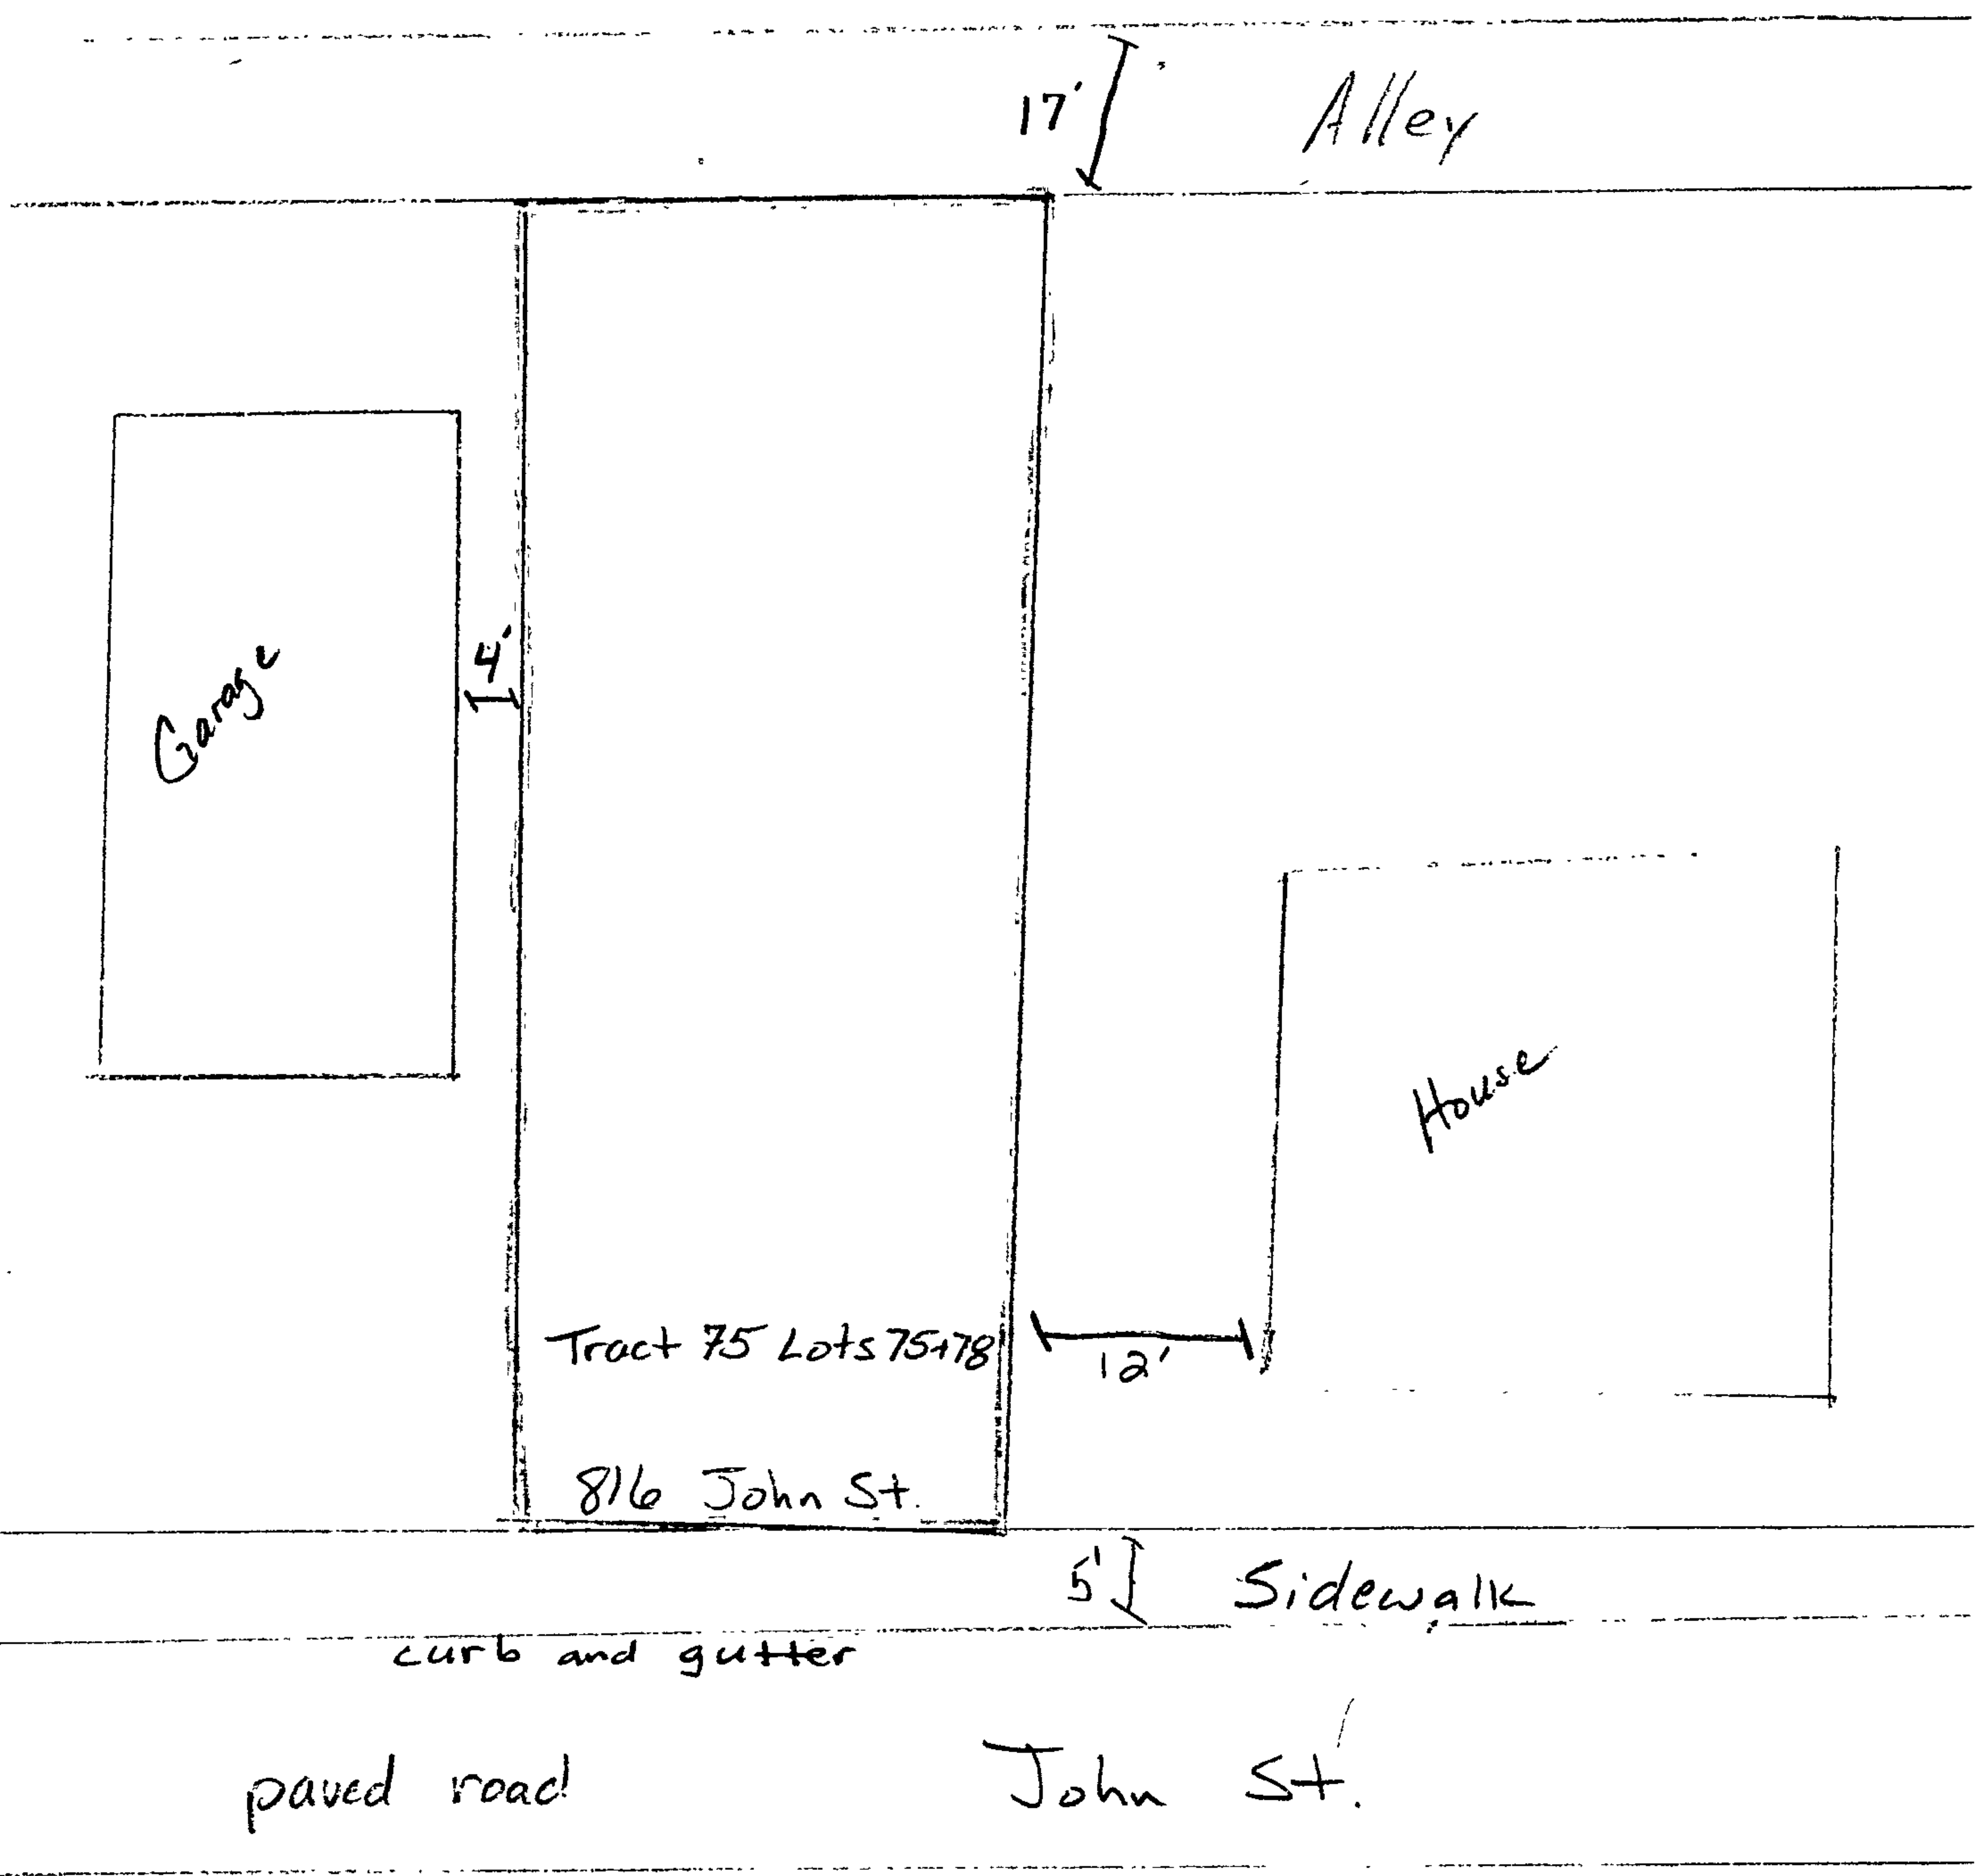 17'
Alley
4'
Garage
House
Tract 75 Lots 75+78
12'
816 John St.
5'
Sidewalk
curb and gutter
paved road
John St.